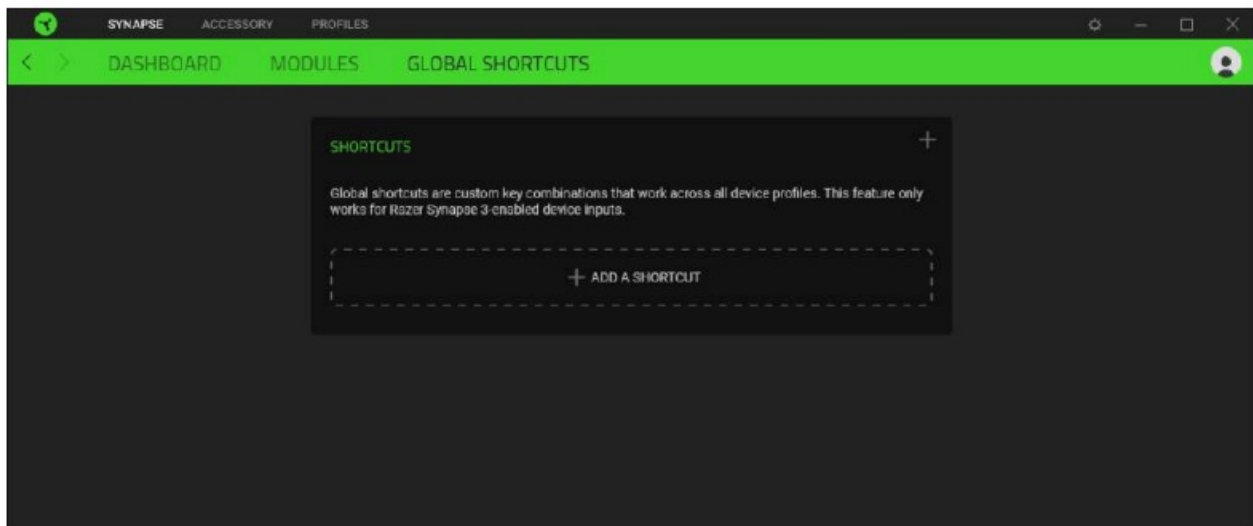 SYNAPSE ACCESSORY PROFILES
DASHBOARD MODULES GLOBAL SHORTCUTS
SHORTCUTS
Global shortcuts are custom key combinations that work across all device profiles. This feature only
works for Razer Synapse 3-enabled device inputs.
ADD A SHORTCUT